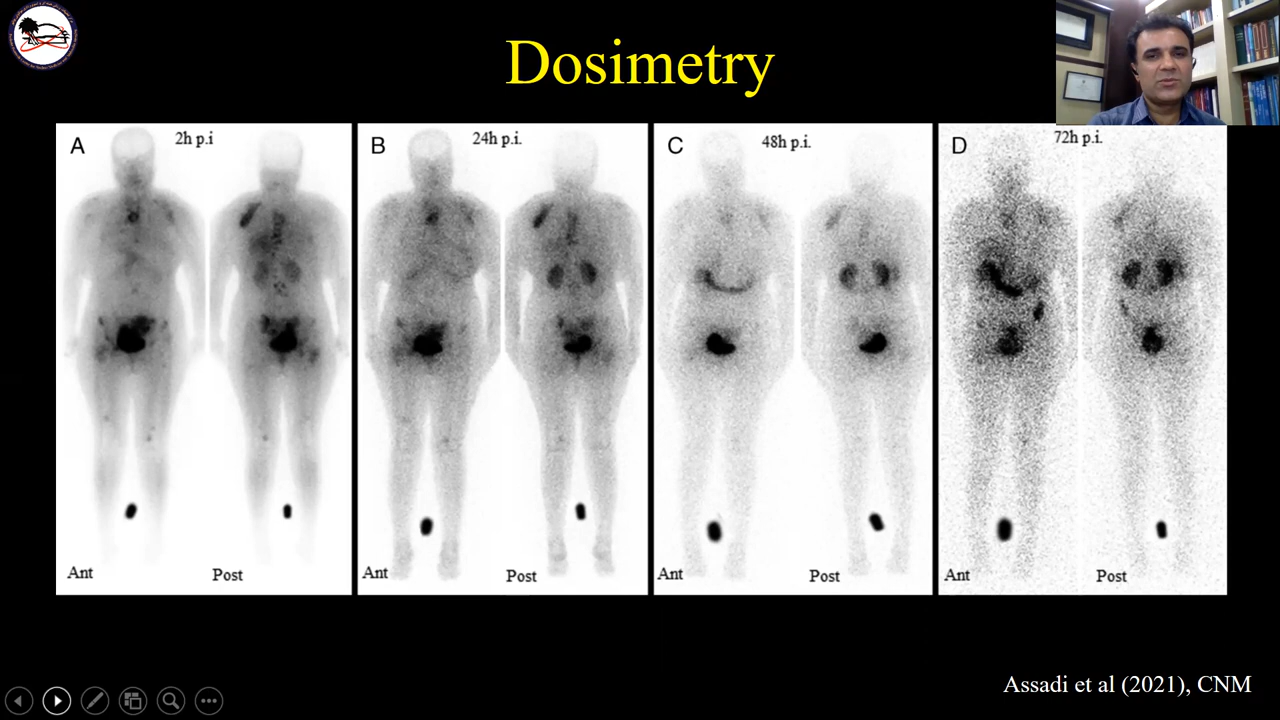 Dosimetry
A
2h p.i
Ant
Post
B
24h p.i.
Ant
Post
C
48h p.i.
Ant
Post
D
72h p.i.
Ant
Post
Assadi et al (2021), CNM